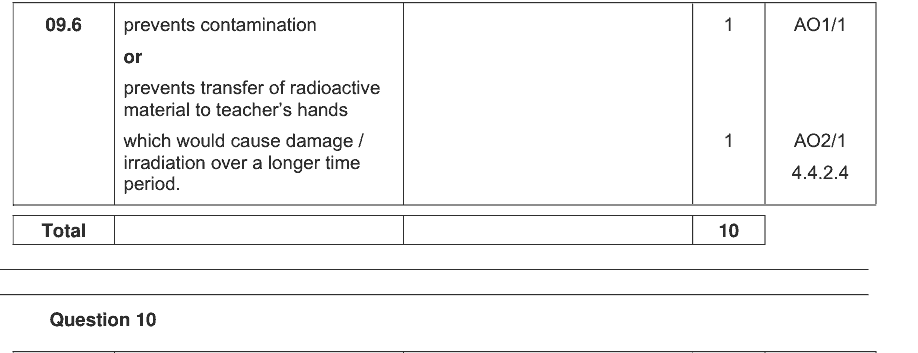 09.6 prevents contamination 1 AO1/1
or
prevents transfer of radioactive
material to teacher's hands
which would cause damage / 1 AO2/1
irradiation over a longer time
4.4.2.4
period.
Total 10
Question 10